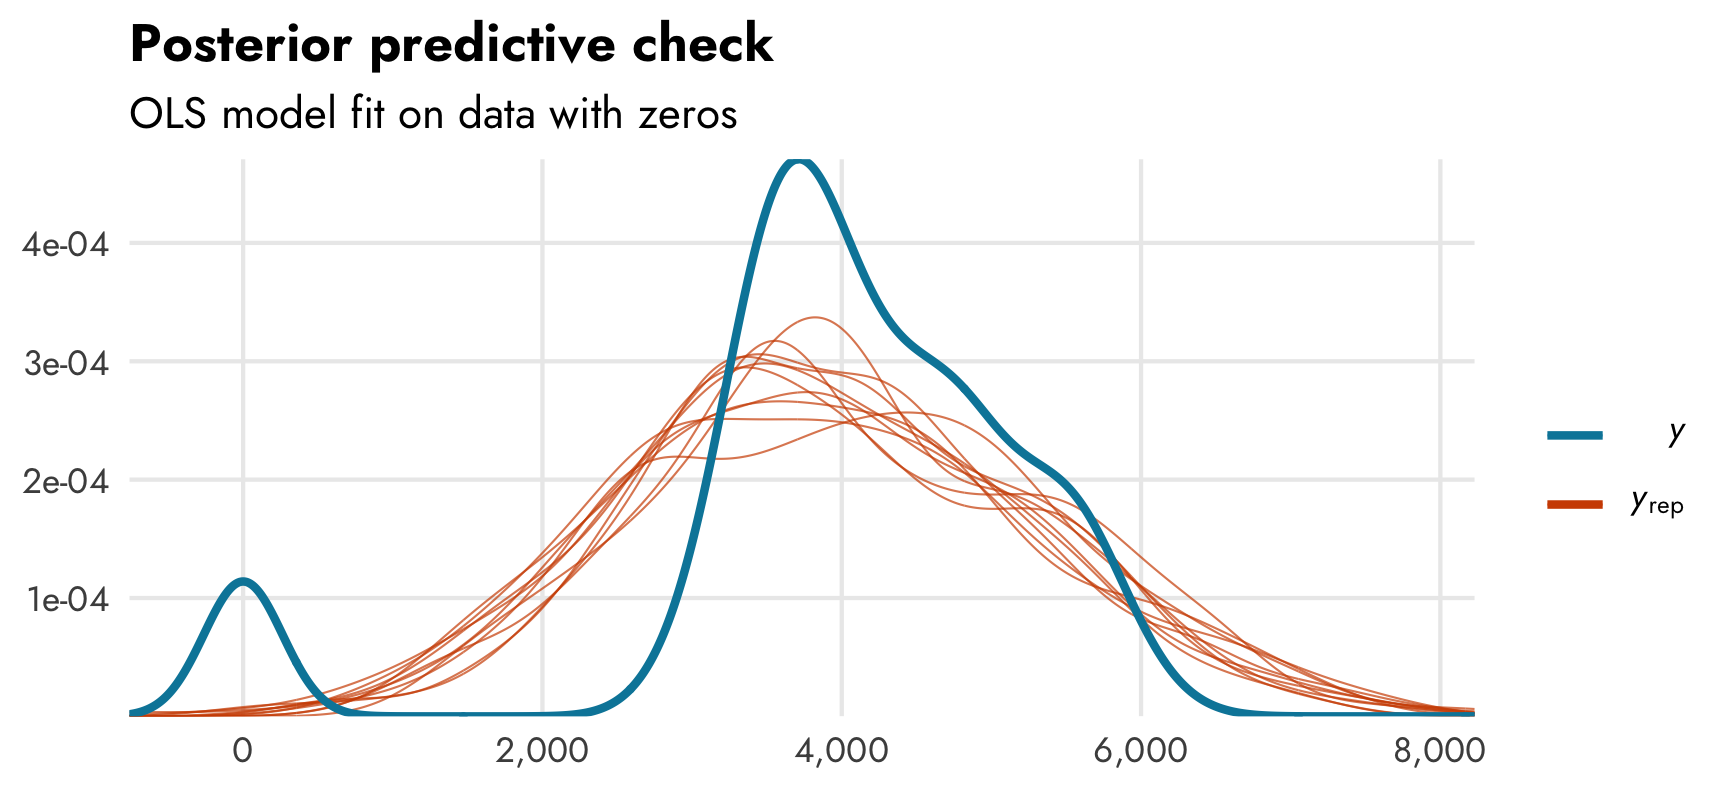 Posterior predictive check
OLS model fit on data with zeros
4e-04
3e-04
2e-04
1e-04
0
2,000
4,000
6,000
8,000
y
yrep